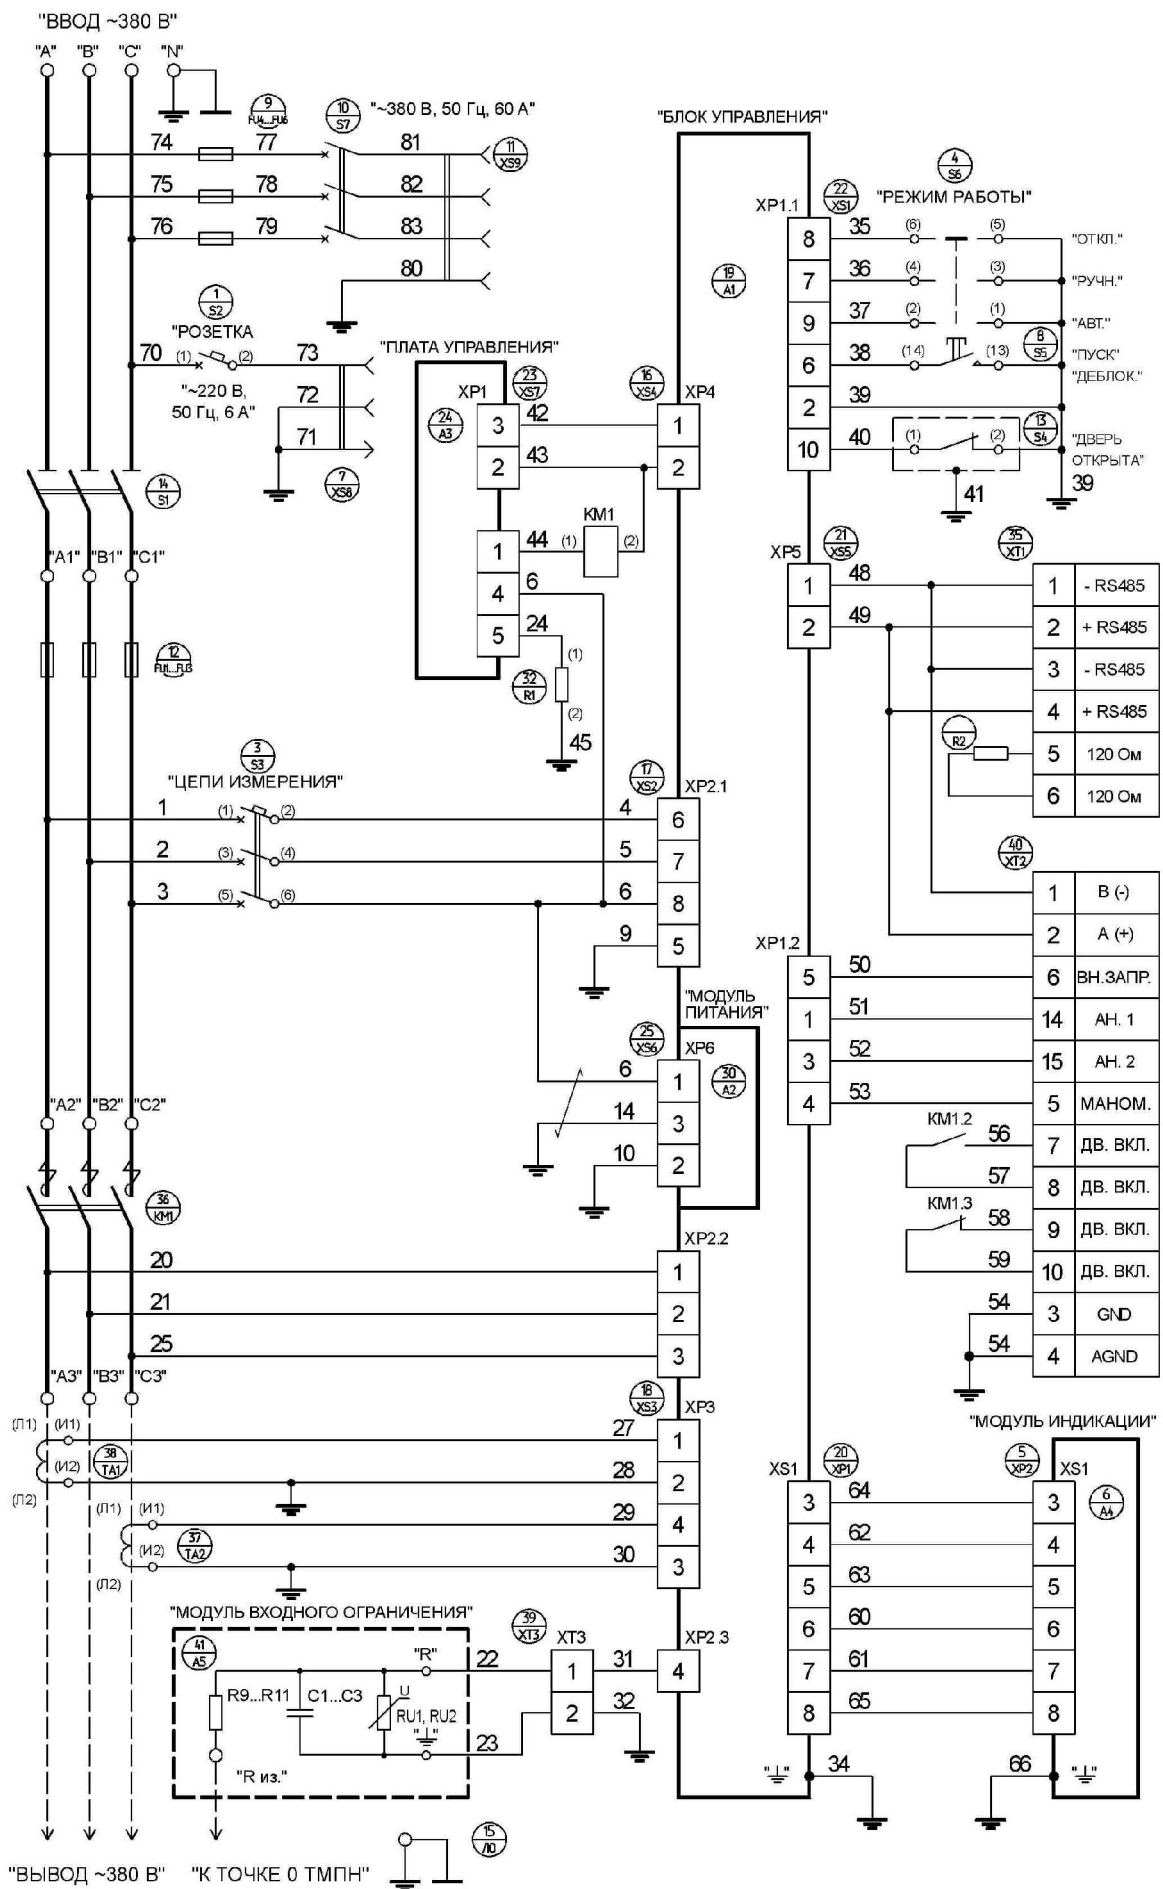 "ВВОД ~380 В"
"A" "B" "C" "N"
9 FU4...FU6
10 S7
"~380 В, 50 Гц, 60 А"
74 77 81
11 XS9
75 78 82
76 79 83
80
1 S2
"РОЗЕТКА
70 (1) (2) 73
"~220 В,
50 Гц, 6 А"
72
71
7 XS8
14 S1
"A1" "B1" "C1"
12 FU1...FU3
"ПЛАТА УПРАВЛЕНИЯ"
XP1
23 XS7
24 A3
3 42
2 43
1 44 (1) KM1 (2)
4 6
5 24
(1)
32 R1
(2)
45
"БЛОК УПРАВЛЕНИЯ"
19 A1
16 XS4
XP4
1
2
XP1.1
22 XS1
4 S6
"РЕЖИМ РАБОТЫ"
8 35 (6) (5) "ОТКЛ."
7 36 (4) (3) "РУЧН."
9 37 (2) (1) "АВТ."
8 S5
6 38 (14) (13) "ПУСК"
"ДЕБЛОК."
2 39
13 S4
10 40 (1) (2) "ДВЕРЬ
ОТКРЫТА"
41 39
XP5
21 XS5
35 XT1
1 48
2 49
1 - RS485
2 + RS485
3 - RS485
4 + RS485
R2
5 120 Ом
6 120 Ом
3 S3
"ЦЕПИ ИЗМЕРЕНИЯ"
17 XS2
XP2.1
1 (1) (2) 4 6
2 (3) (4) 5 7
3 (5) (6) 6 8
9 5
40 XT2
1 B (-)
2 A (+)
XP1.2
5 50 6 ВН.ЗАПР.
1 51 14 АН. 1
3 52 15 АН. 2
4 53 5 МАНОМ.
KM1.2
56 7 ДВ. ВКЛ.
57 8 ДВ. ВКЛ.
KM1.3
58 9 ДВ. ВКЛ.
59 10 ДВ. ВКЛ.
54 3 GND
54 4 AGND
"МОДУЛЬ
ПИТАНИЯ"
25 XS6
XP6
30 A2
6 1
14 3
10 2
"A2" "B2" "C2"
36 KM1
XP2.2
20 1
21 2
25 3
"A3" "B3" "C3"
18 XS3
XP3
(Л1) (И1) 27 1
38 TA1
(И2) 28 2
(Л2)
(Л1) (И1) 29 4
37 TA2
(И2) 30 3
(Л2)
"МОДУЛЬ ИНДИКАЦИИ"
XS1
20 XP1
5 XP2
XS1
6 A4
3 64 3
4 62 4
5 63 5
6 60 6
7 61 7
8 65 8
34 66
"МОДУЛЬ ВХОДНОГО ОГРАНИЧЕНИЯ"
41 A5
39 XT3
XT3
XP2.3
"R" 22 1 31 4
R9...R11 C1...C3 U
RU1, RU2
23 2 32
"R из."
15 Л0
"ВЫВОД ~380 В" "К ТОЧКЕ 0 ТМПН"